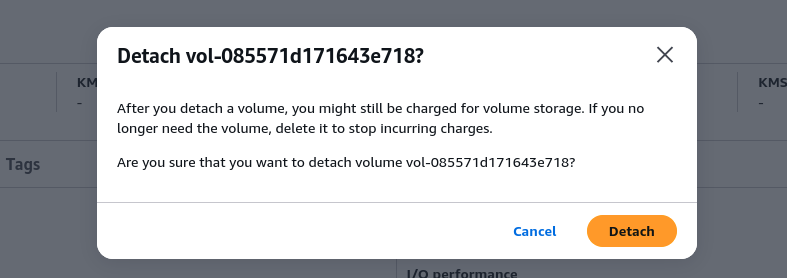 Detach vol-085571d171643e718?
KM
-
KMS
-
After you detach a volume, you might still be charged for volume storage. If you no
longer need the volume, delete it to stop incurring charges.
Are you sure that you want to detach volume vol-085571d171643e718?
Tags
Cancel
Detach
I/O performance